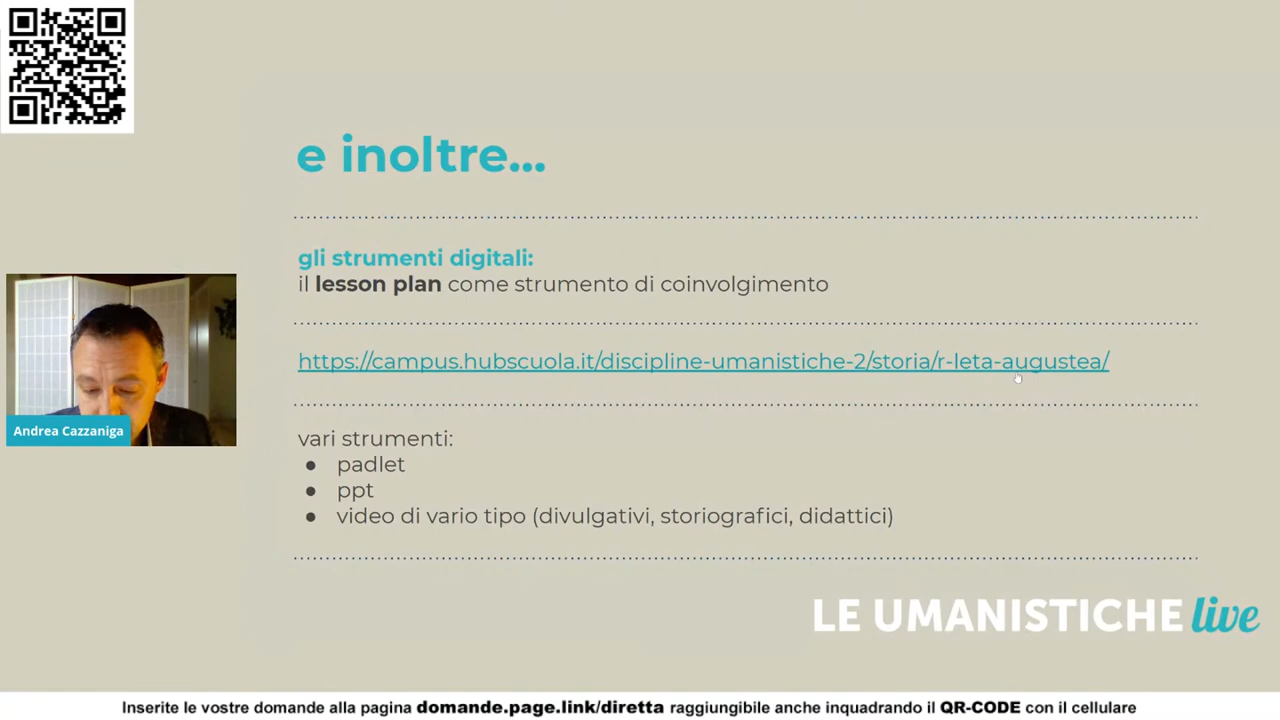 e inoltre...
gli strumenti digitali:
il lesson plan come strumento di coinvolgimento
https://campus.hubscuola.it/discipline-umanistiche-2/storia/r-leta-augustea/
Andrea Cazzaniga
vari strumenti:
● padlet
● ppt
● video di vario tipo (divulgativi, storiografici, didattici)
LE UMANISTICHE live
Inserite le vostre domande alla pagina domande.page.link/diretta raggiungibile anche inquadrando il QR-CODE con il cellulare